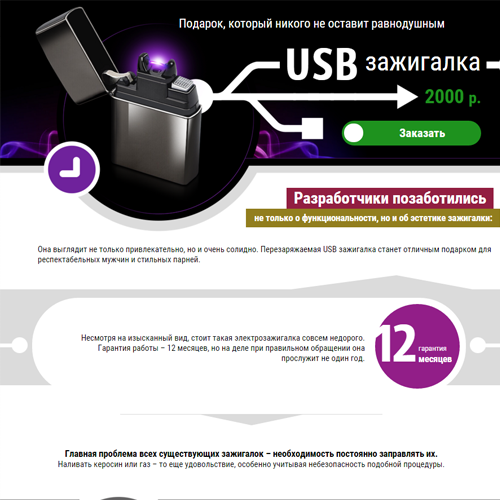 Подарок, который никого не оставит равнодушным
USB зажигалка
2000 р.
Заказать
Разработчики позаботились
не только о функциональности, но и об эстетике зажигалки:
Она выглядит не только привлекательно, но и очень солидно. Перезаряжаемая USB зажигалка станет отличным подарком для
респектабельных мужчин и стильных парней.
Несмотря на изысканный вид, стоит такая электрозажигалка совсем недорого.
Гарантия работы – 12 месяцев, но на деле при правильном обращении она
прослужит не один год.
12 гарантия
месяцев
Главная проблема всех существующих зажигалок – необходимость постоянно заправлять их.
Наливать керосин или газ – то еще удовольствие, особенно учитывая небезопасность подобной процедуры.